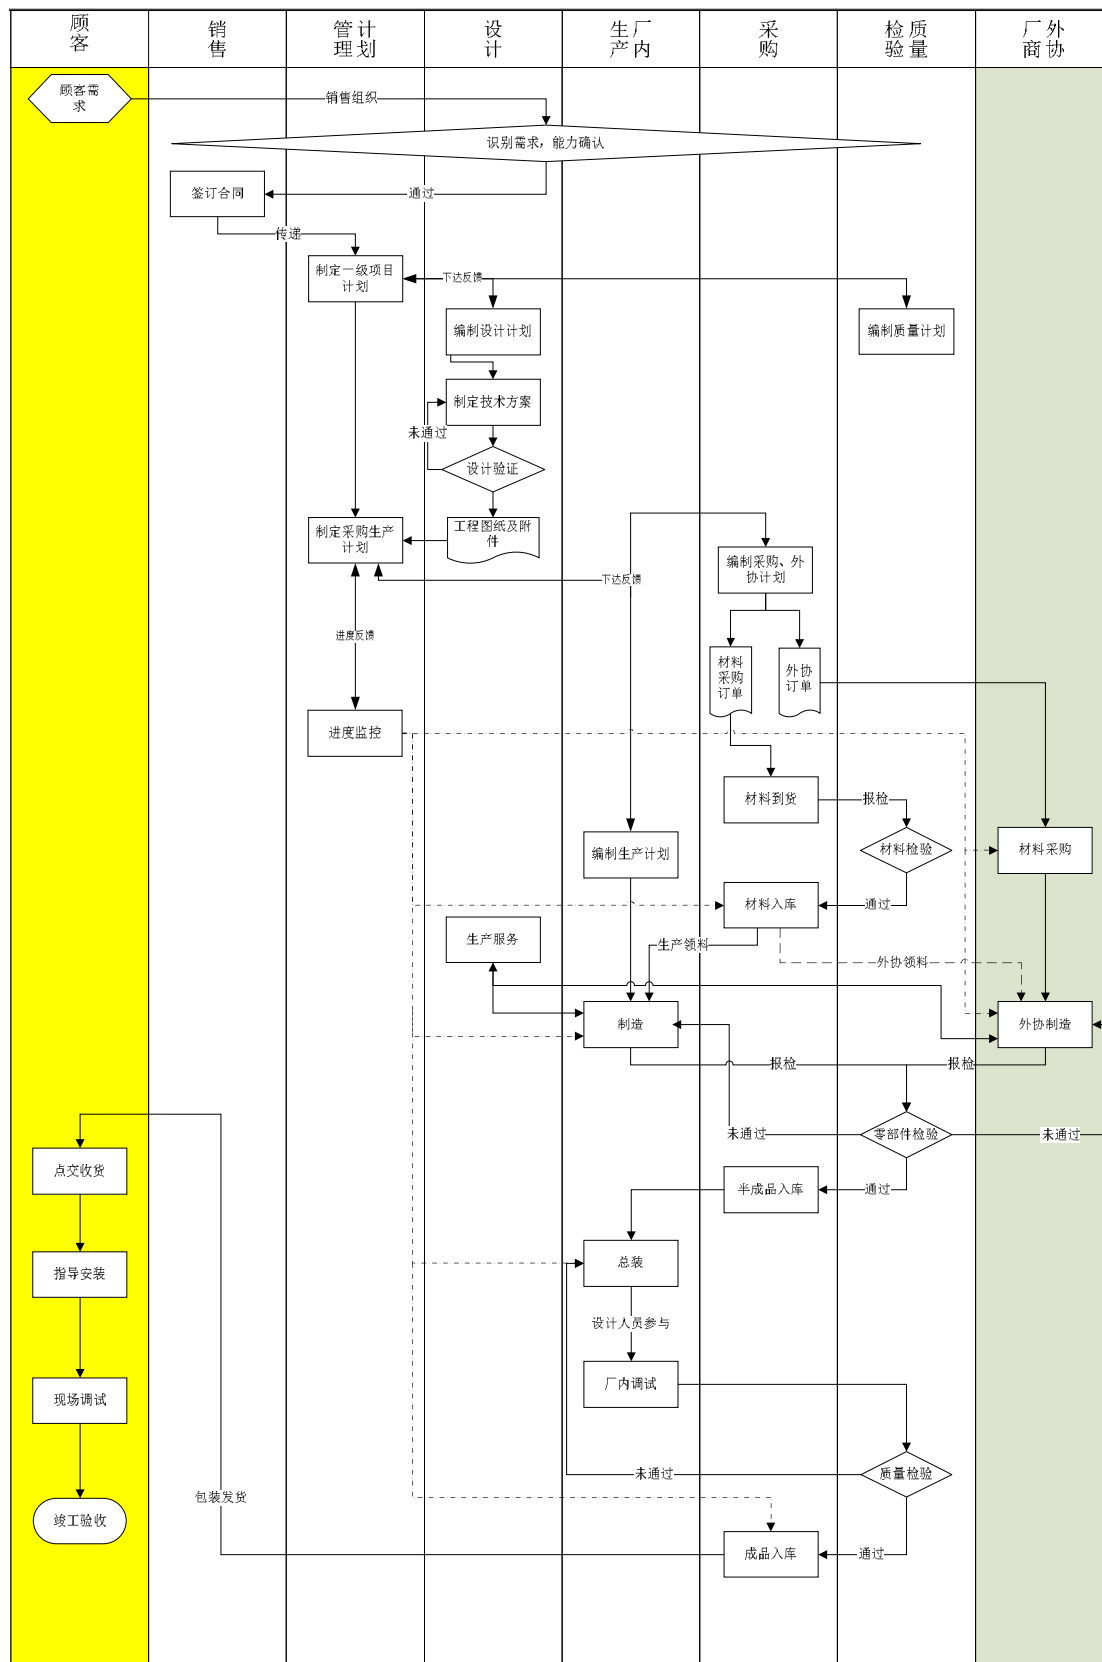 顾客
销售
管计
理划
设计
生厂
产内
采购
检质
验量
厂外
商协
顾客需
求
销售组织
识别需求，能力确认
签订合同
通过
传递
制定一级项目
计划
下达反馈
编制设计计划
编制质量计划
制定技术方案
未通过
设计验证
制定采购生产
计划
工程图纸及附
件
编制采购、外
协计划
下达反馈
进度反馈
材料
采购
订单
外协
订单
进度监控
材料到货
报检
编制生产计划
材料检验
材料采购
材料入库
通过
生产服务
生产领料
外协领料
制造
外协制造
报检
报检
未通过
零部件检验
未通过
点交收货
半成品入库
通过
总装
指导安装
设计人员参与
厂内调试
现场调试
未通过
质量检验
包装发货
竣工验收
成品入库
通过